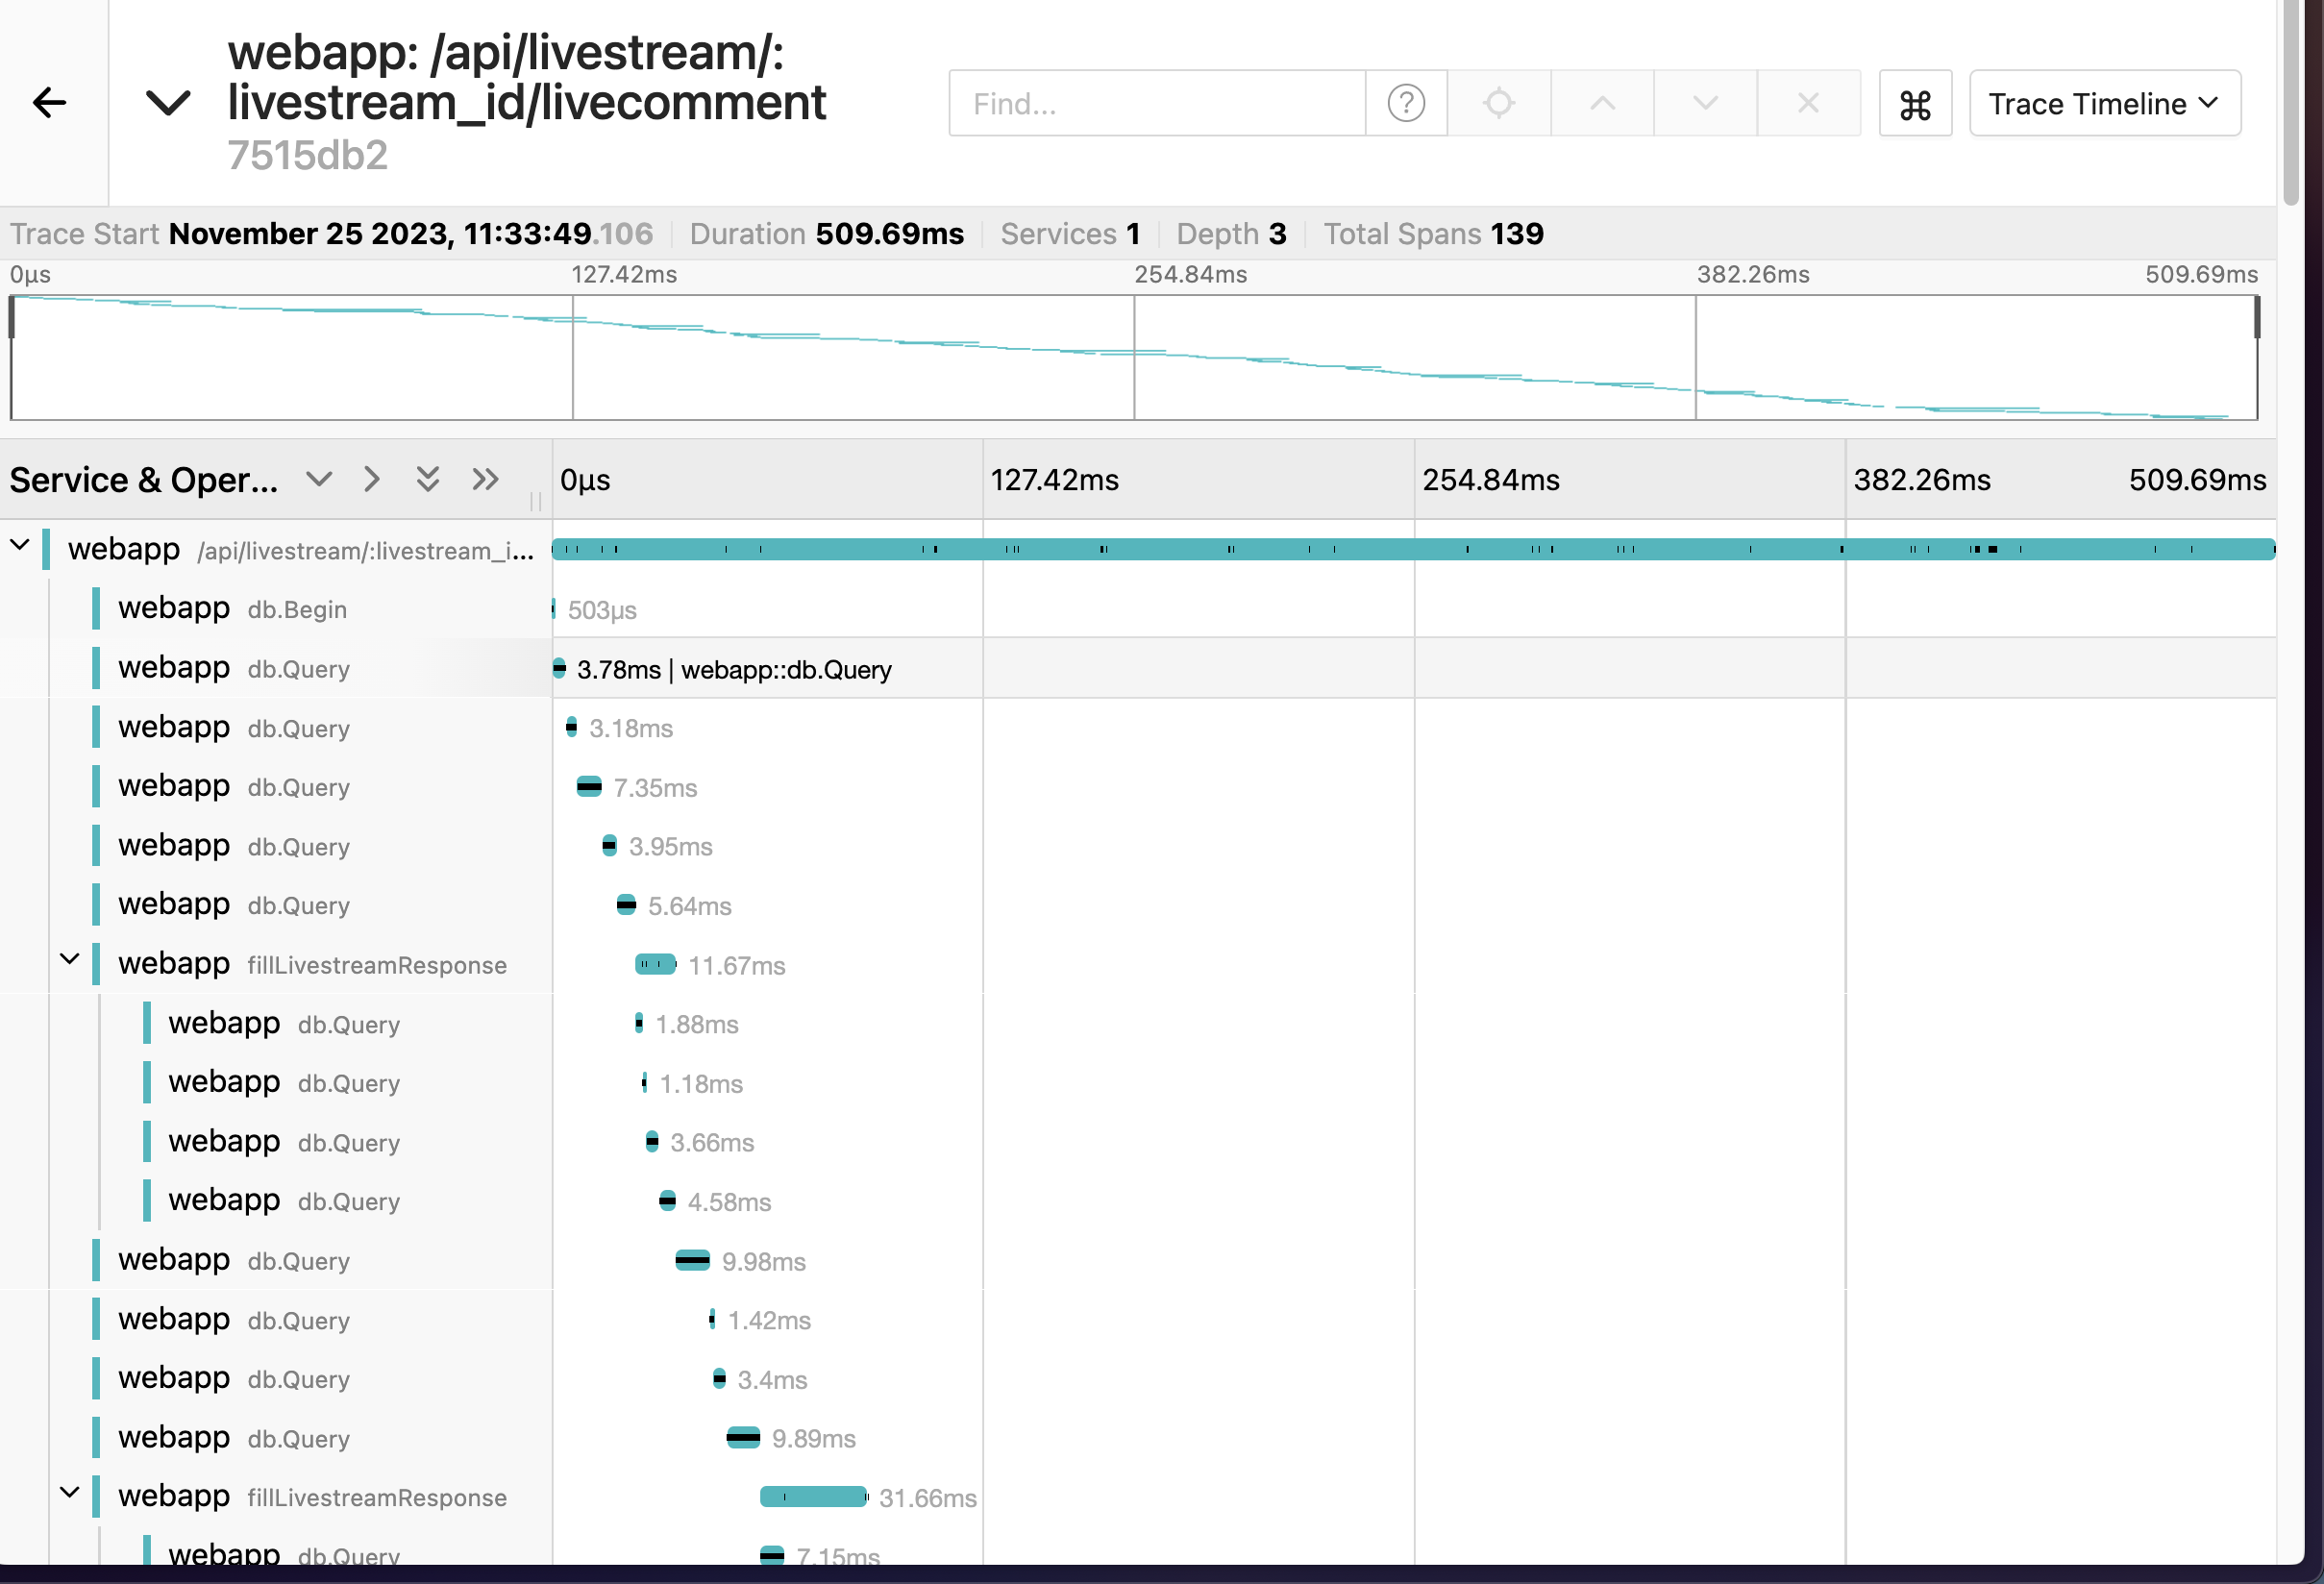 webapp: /api/livestream/:
livestream_id/livecomment
7515db2
Find...
?
⌘
Trace Timeline
Trace Start November 25 2023, 11:33:49.106 Duration 509.69ms Services 1 Depth 3 Total Spans 139
0μs 127.42ms 254.84ms 382.26ms 509.69ms
Service & Oper... 0μs 127.42ms 254.84ms 382.26ms 509.69ms
webapp /api/livestream/:livestream_i...
webapp db.Begin 503μs
webapp db.Query 3.78ms | webapp::db.Query
webapp db.Query 3.18ms
webapp db.Query 7.35ms
webapp db.Query 3.95ms
webapp db.Query 5.64ms
webapp fillLivestreamResponse 11.67ms
webapp db.Query 1.88ms
webapp db.Query 1.18ms
webapp db.Query 3.66ms
webapp db.Query 4.58ms
webapp db.Query 9.98ms
webapp db.Query 1.42ms
webapp db.Query 3.4ms
webapp db.Query 9.89ms
webapp fillLivestreamResponse 31.66ms
webapp db.Query 7.15ms